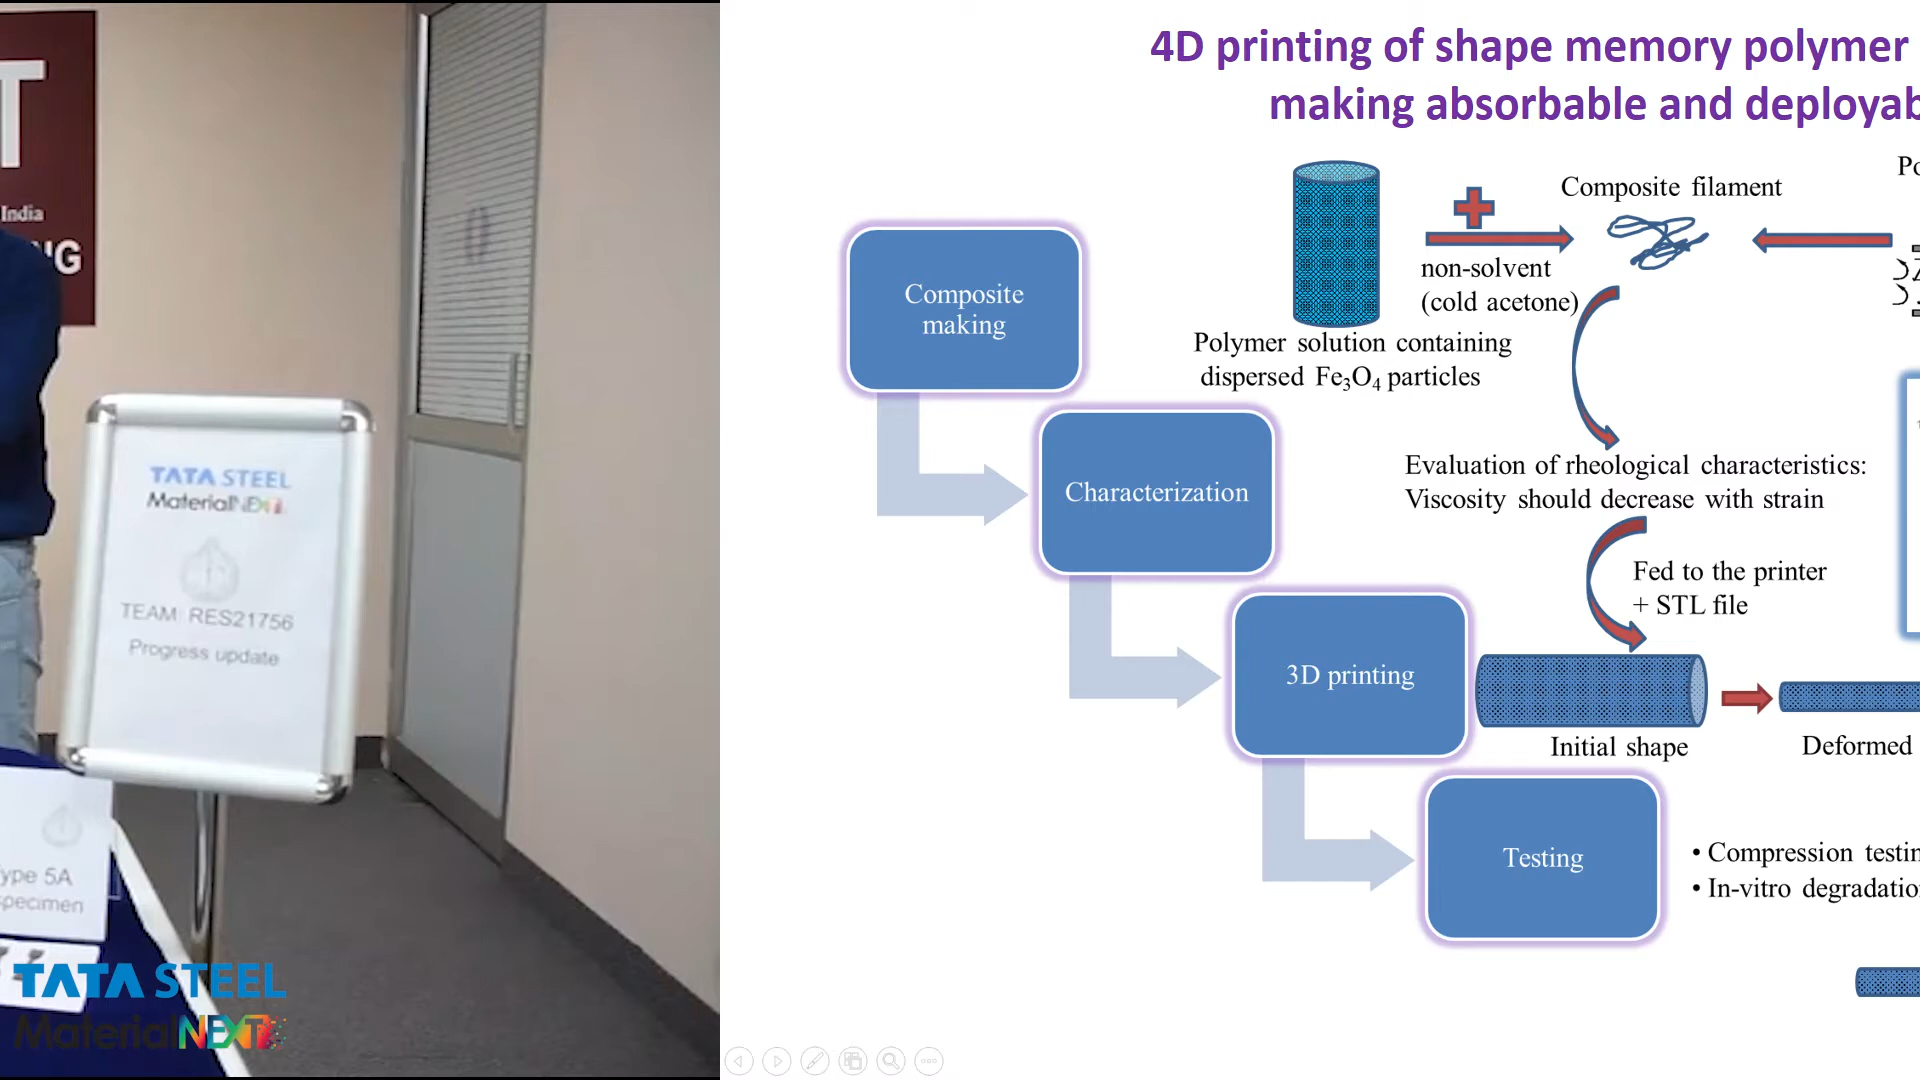 T
India
NG
TATA STEEL
MaterialNEXT
TEAM: RES21756
Progress update
Type 5A
specimen
TATA STEEL
MaterialNEXT
4D printing of shape memory polymer
making absorbable and deployab
Composite filament
non-solvent
(cold acetone)
Polymer solution containing
dispersed Fe₃O₄ particles
Composite
making
Characterization
Evaluation of rheological characteristics:
Viscosity should decrease with strain
Fed to the printer
+ STL file
3D printing
Initial shape
Deformed
Testing
• Compression testin
• In-vitro degradatio